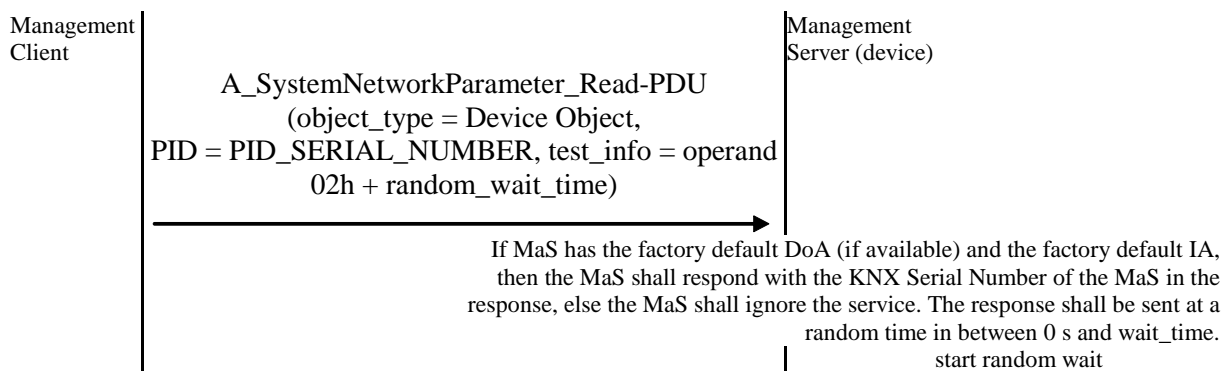 Management
Client
Management
Server (device)
A_SystemNetworkParameter_Read-PDU
(object_type = Device Object,
PID = PID_SERIAL_NUMBER, test_info = operand
02h + random_wait_time)
If MaS has the factory default DoA (if available) and the factory default IA,
then the MaS shall respond with the KNX Serial Number of the MaS in the
response, else the MaS shall ignore the service. The response shall be sent at a
random time in between 0 s and wait_time.
start random wait